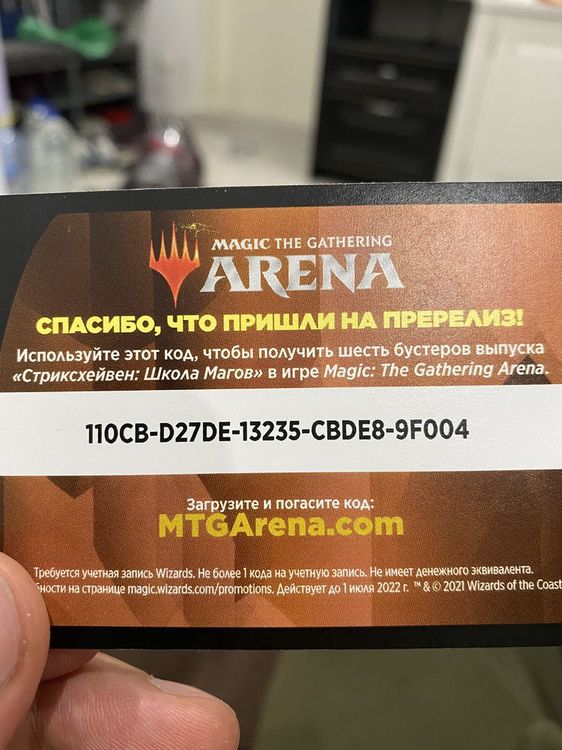 MAGIC THE GATHERING
ARENA
СПАСИБО, ЧТО ПРИШЛИ НА ПРЕРЕЛИЗ!
Используйте этот код, чтобы получить шесть бустеров выпуска
«Стриксхейвен: Школа Магов» в игре Magic: The Gathering Arena.
110CB-D27DE-13235-CBDE8-9F004
Загрузите и погасите код:
MTGArena.com
Требуется учетная запись Wizards. Не более 1 кода на учетную запись. Не имеет денежного эквивалента.
на странице magic.wizards.com/promotions. Действует до 1 июля 2022 г. ™ & © 2021 Wizards of the Coast